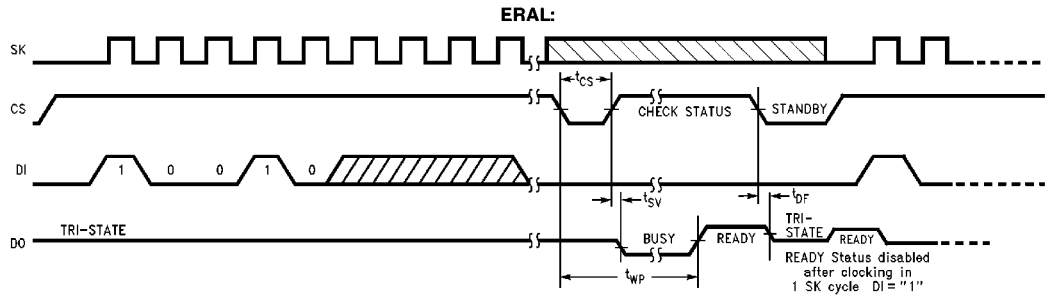 ERAL:
SK
tCS
CS
CHECK STATUS
STANDBY
DI
1 0 0 1 0
tSV
tDF
DO
TRI-STATE
BUSY
READY
TRI-
STATE
READY
tWP
READY Status disabled
after clocking in
1 SK cycle DI = "1"